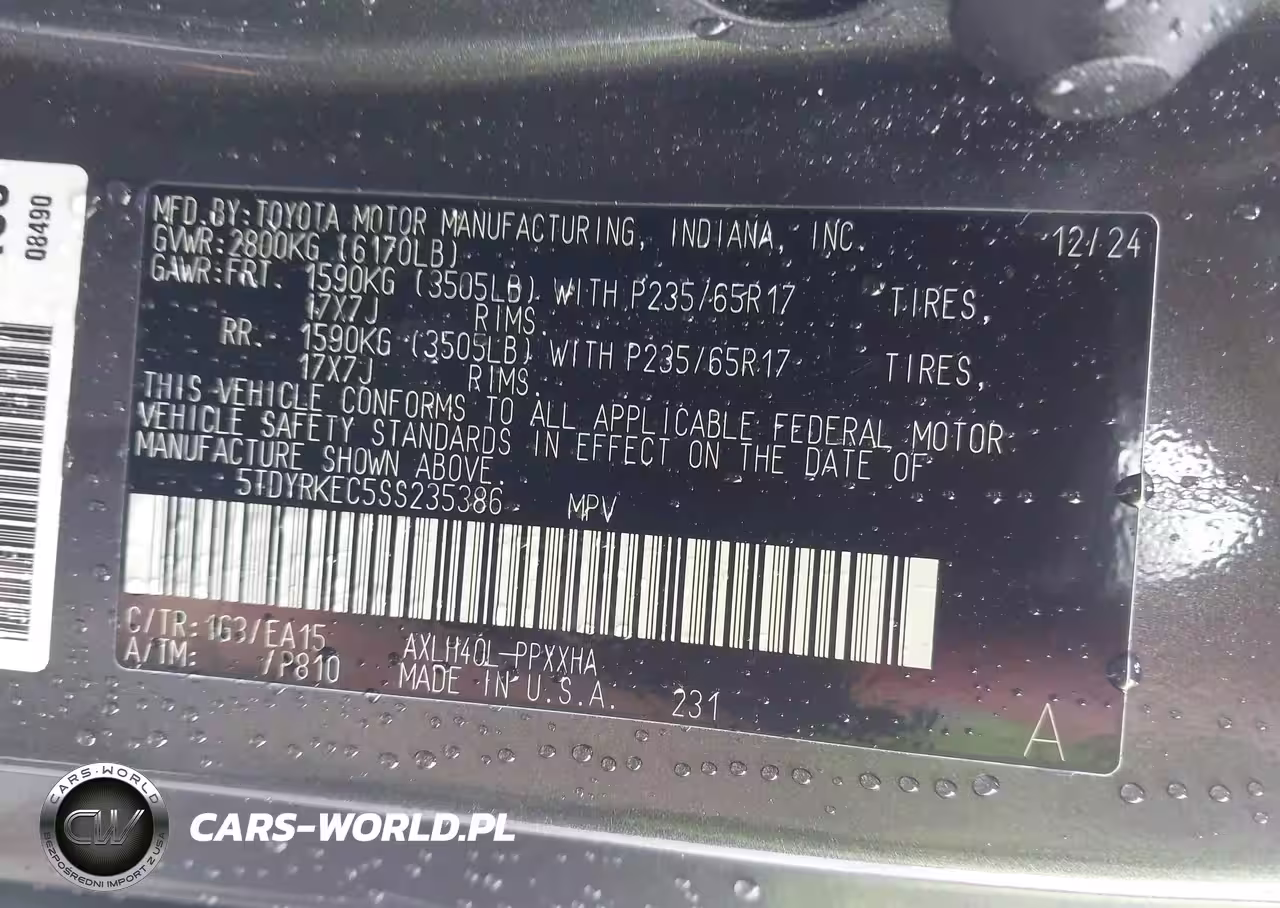 08490
MFD.BY:TOYOTA MOTOR MANUFACTURING, INDIANA, INC. 12/24
GVWR:2800KG (6170LB)
GAWR:FRT. 1590KG (3505LB) WITH P235/65R17 TIRES,
17X7J RIMS.
RR. 1590KG (3505LB) WITH P235/65R17 TIRES,
17X7J RIMS.
THIS VEHICLE CONFORMS TO ALL APPLICABLE FEDERAL MOTOR
VEHICLE SAFETY STANDARDS IN EFFECT ON THE DATE OF
MANUFACTURE SHOWN ABOVE.
5TDYRKEC5SS235386 MPV
C/TR:1G3/EA15 AXLH40L-PPXXHA
A/TM: /P810 MADE IN U.S.A. 231
A
CARS-WORLD
CW
BEZPOŚREDNI IMPORT Z USA
CARS-WORLD.PL